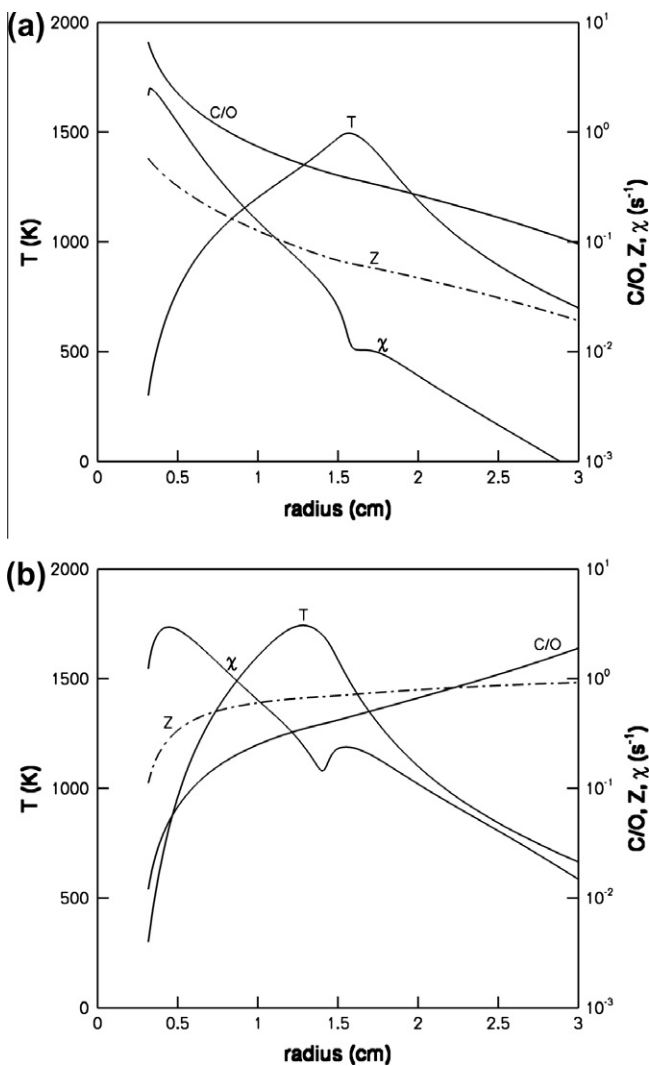 (a)
2000
1500
1000
500
0
T (K)
C/O
T
Z
χ
10¹
10⁰
10⁻¹
10⁻²
10⁻³
C/O, Z, χ (s⁻¹)
0 0.5 1 1.5 2 2.5 3
radius (cm)
(b)
2000
1500
1000
500
0
T (K)
χ
T
C/O
Z
10¹
10⁰
10⁻¹
10⁻²
10⁻³
C/O, Z, χ (s⁻¹)
0 0.5 1 1.5 2 2.5 3
radius (cm)